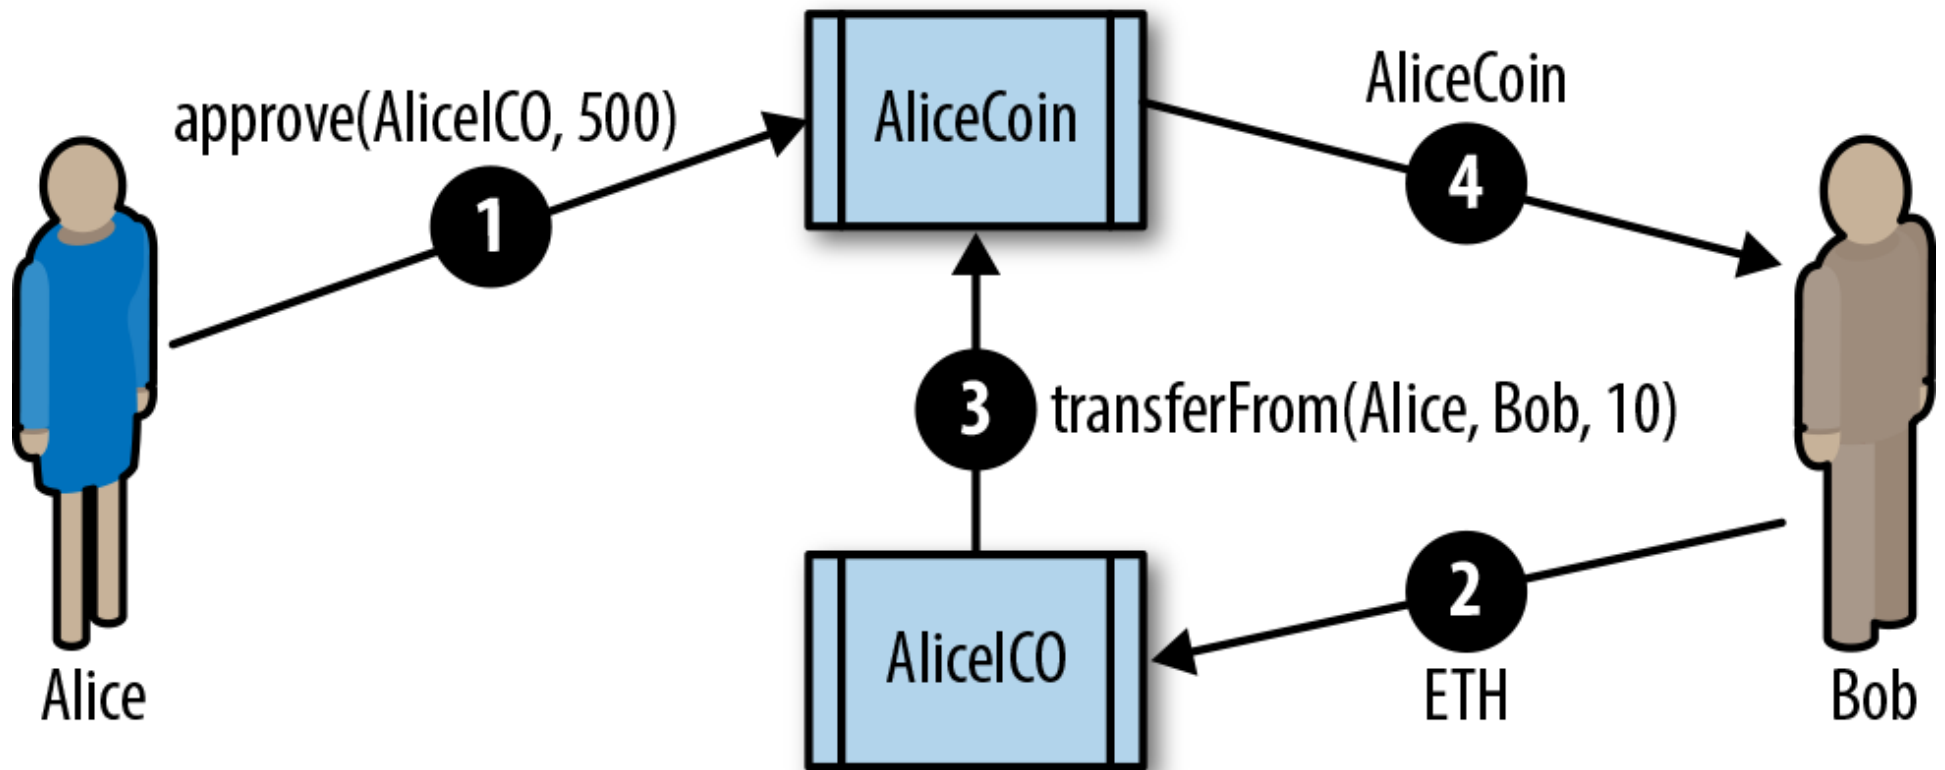 approve(AliceICO, 500)
1
AliceCoin
AliceCoin
4
3
transferFrom(Alice, Bob, 10)
AliceICO
2
ETH
Alice
Bob